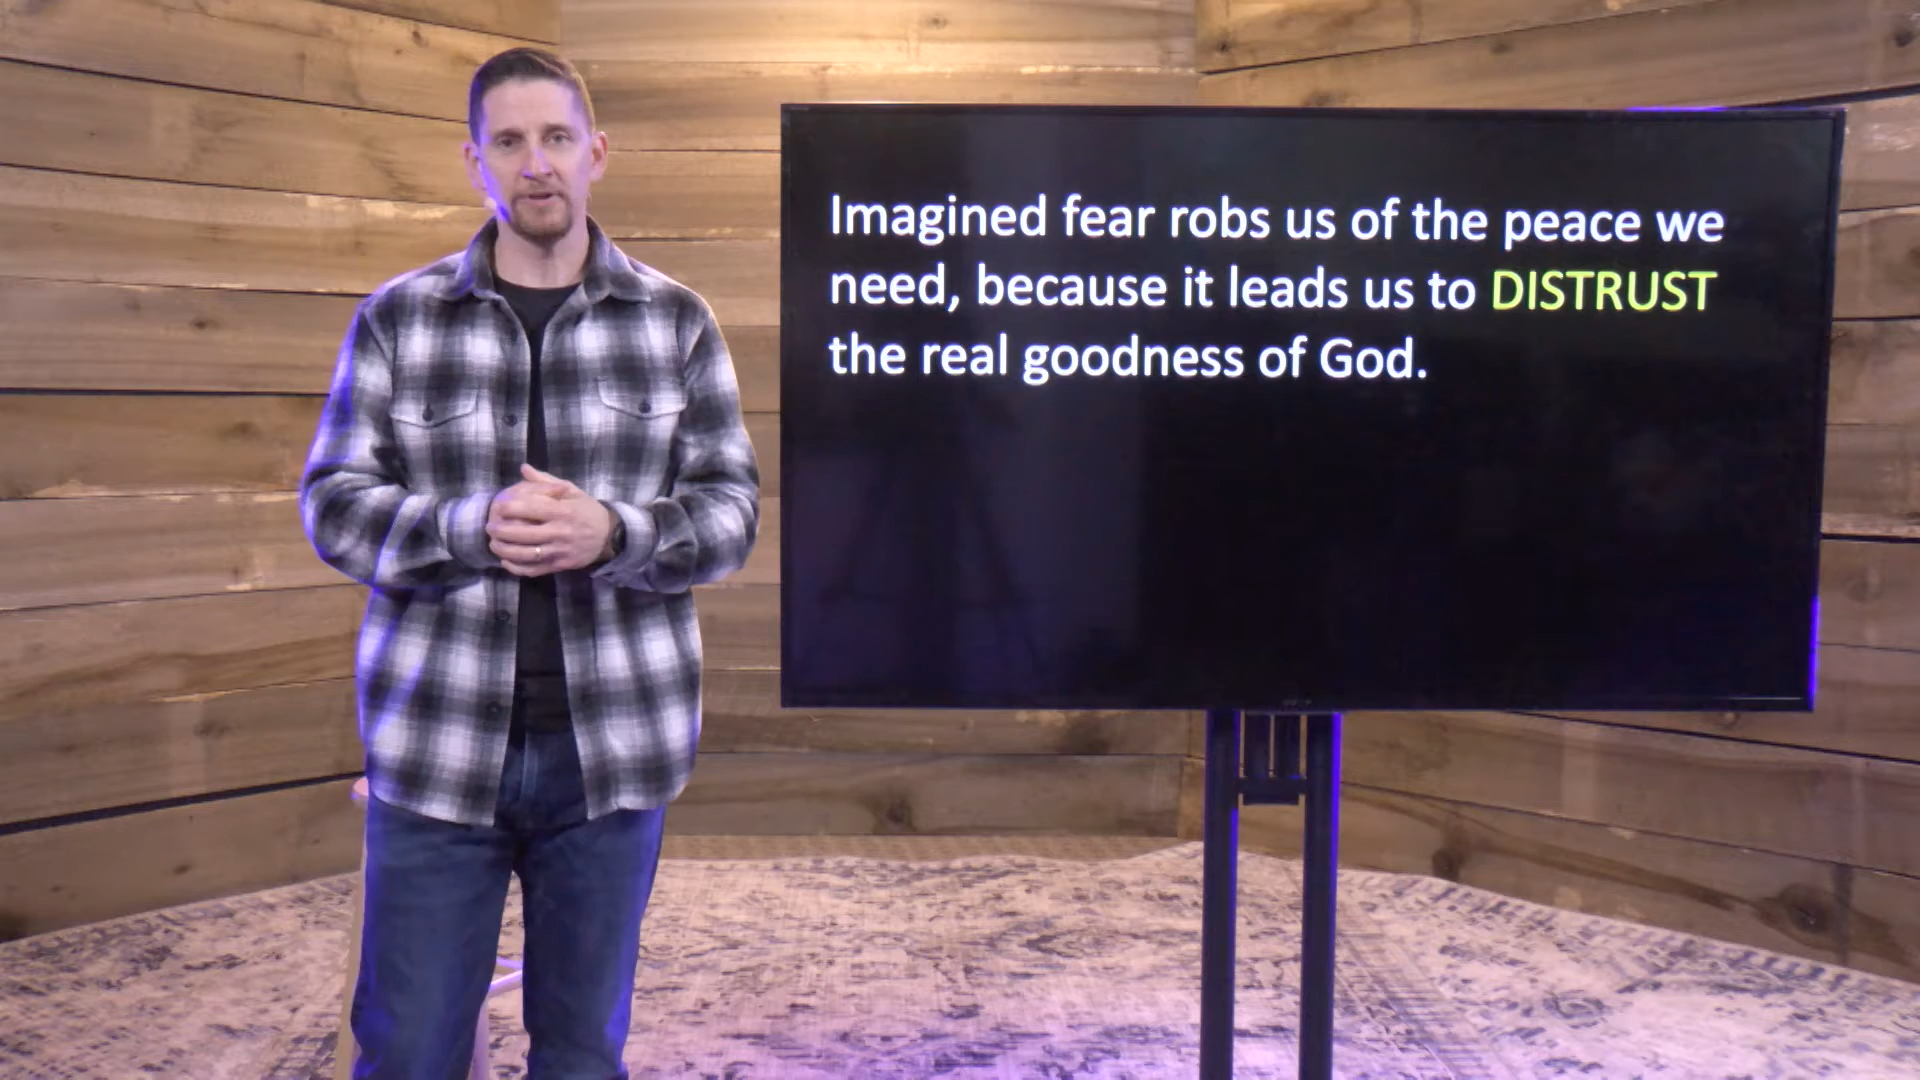 Imagined fear robs us of the peace we
need, because it leads us to DISTRUST
the real goodness of God.